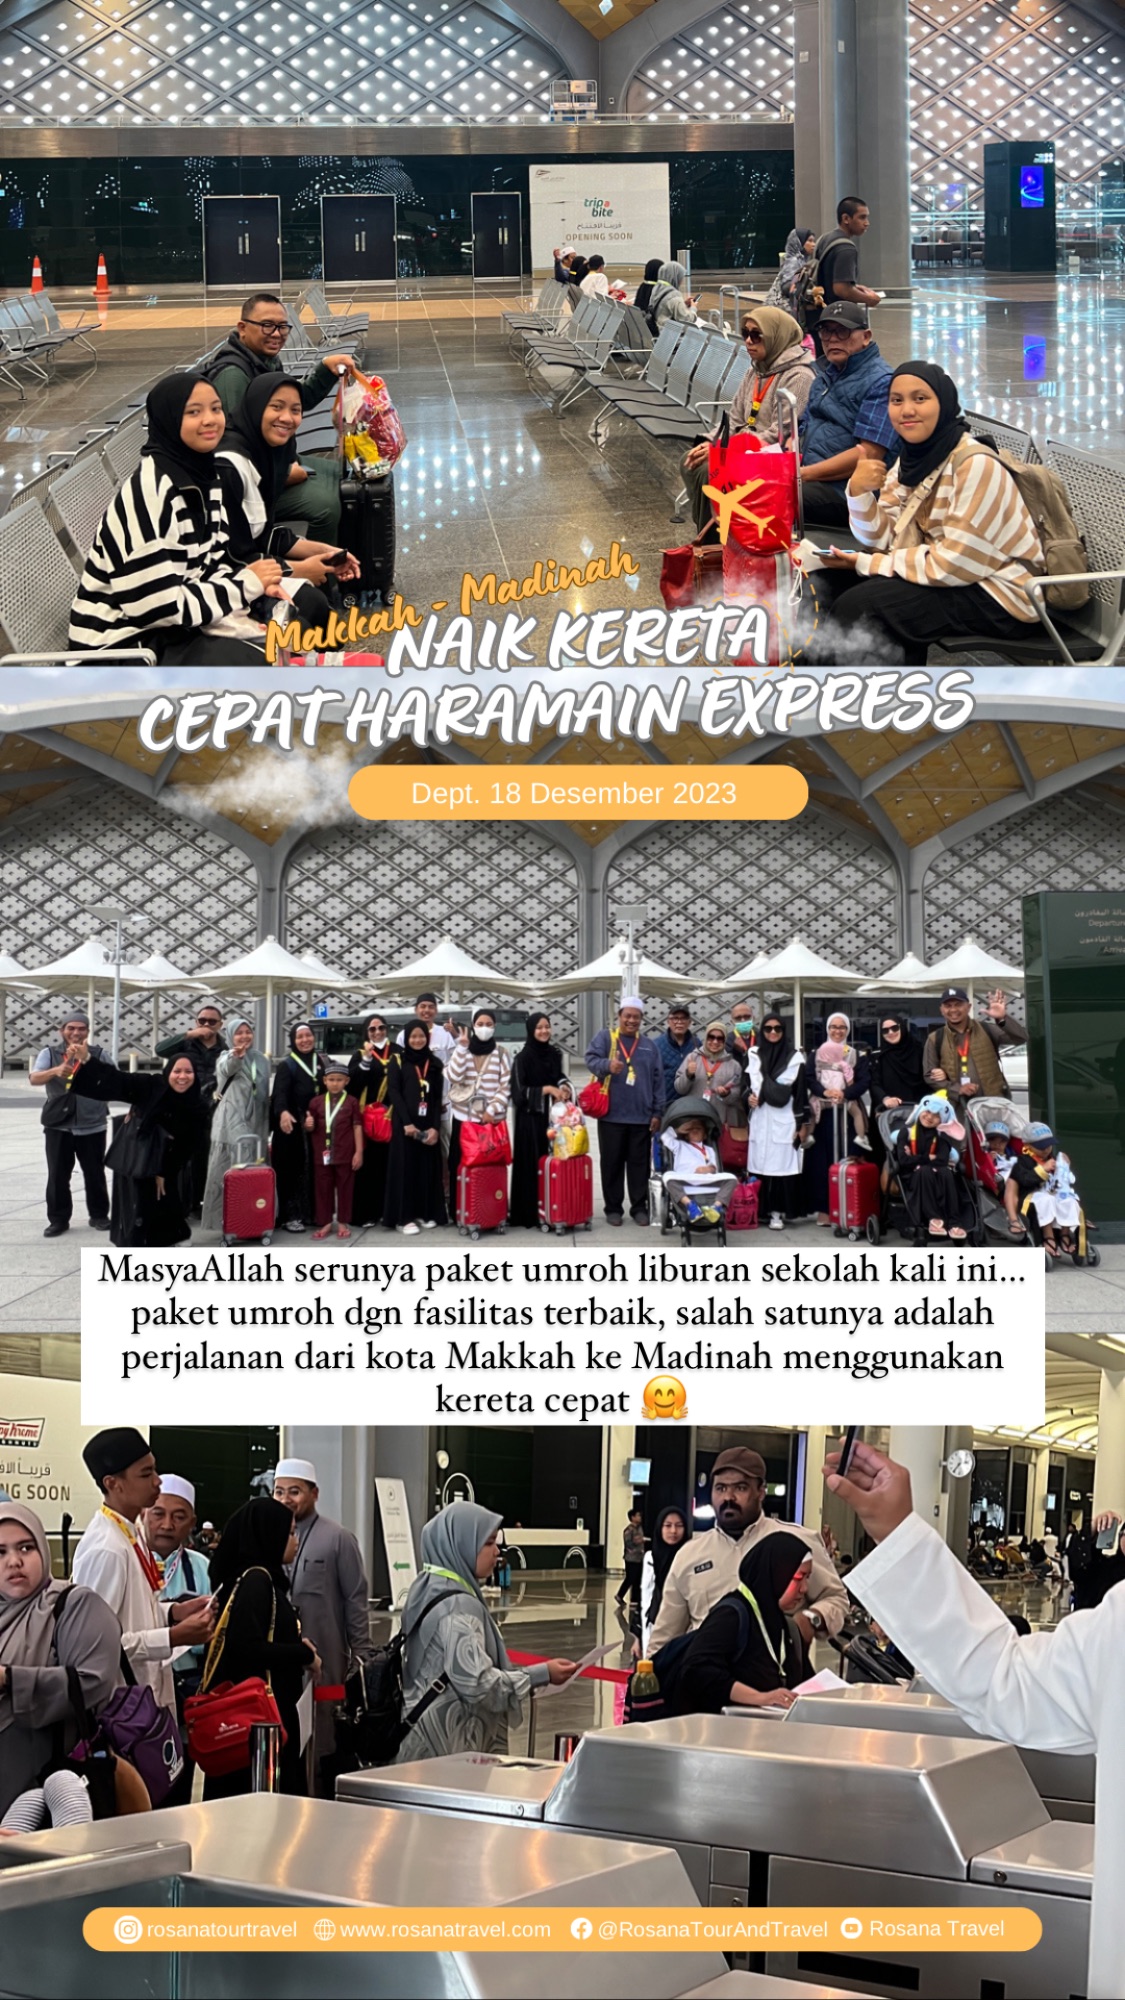 trip a
bite
قريبا الافتتاح
OPENING SOON
Makkah - Madinah
NAIK KERETA
CEPAT HARAMAIN EXPRESS
Dept. 18 Desember 2023
P
MasyaAllah serunya paket umroh liburan sekolah kali ini...
paket umroh dgn fasilitas terbaik, salah satunya adalah
perjalanan dari kota Makkah ke Madinah menggunakan
kereta cepat 🤗
NG SOON
rosanatourtravel www.rosanatravel.com @RosanaTourAndTravel Rosana Travel